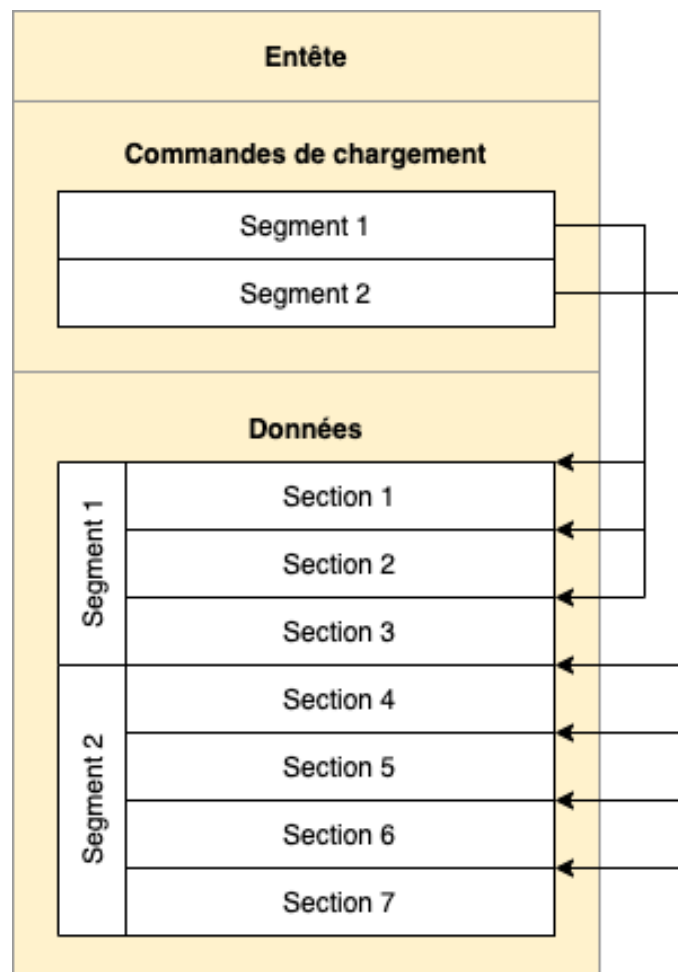 Entête
Commandes de chargement
Segment 1
Segment 2
Données
Segment 1
Section 1
Section 2
Section 3
Segment 2
Section 4
Section 5
Section 6
Section 7